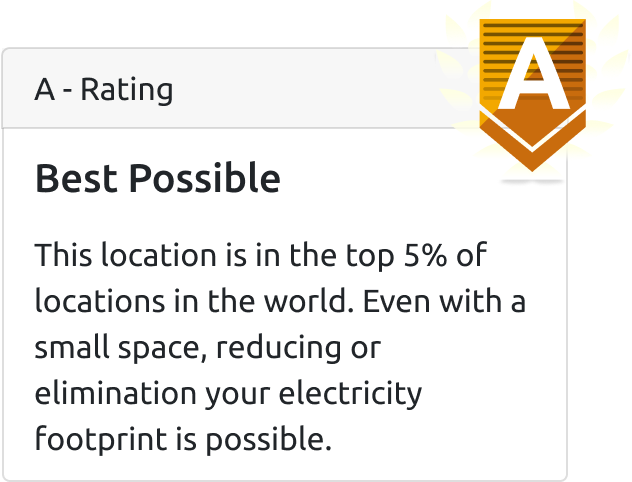 A
A - Rating
Best Possible
This location is in the top 5% of
locations in the world. Even with a
small space, reducing or
elimination your electricity
footprint is possible.